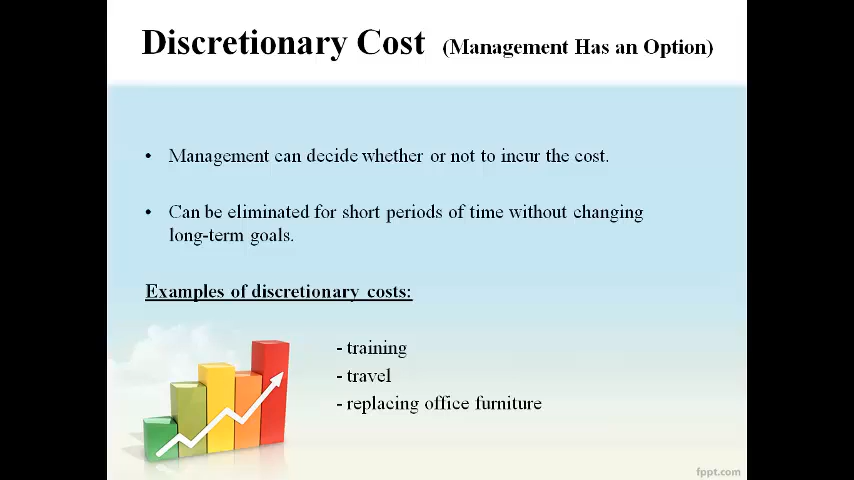 Discretionary Cost (Management Has an Option)
• Management can decide whether or not to incur the cost.
• Can be eliminated for short periods of time without changing
long-term goals.
Examples of discretionary costs:
- training
- travel
- replacing office furniture
fppt.com